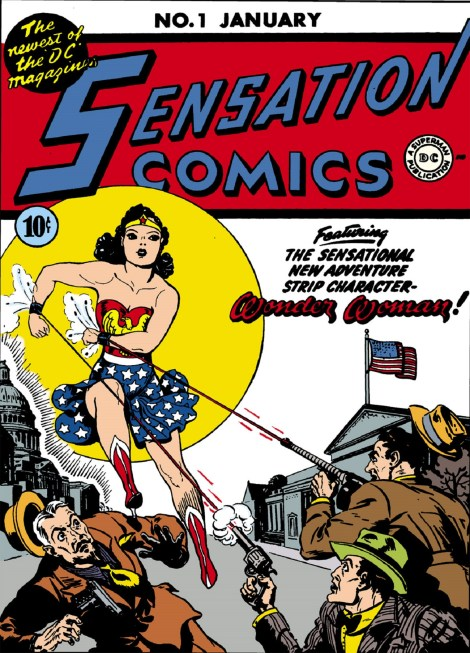 NO. 1 JANUARY
The
newest of
the "DC"
magazines
SENSATION
COMICS
A SUPERMAN
DC
PUBLICATION
10¢
Featuring
THE SENSATIONAL
NEW ADVENTURE
STRIP CHARACTER-
Wonder Woman!